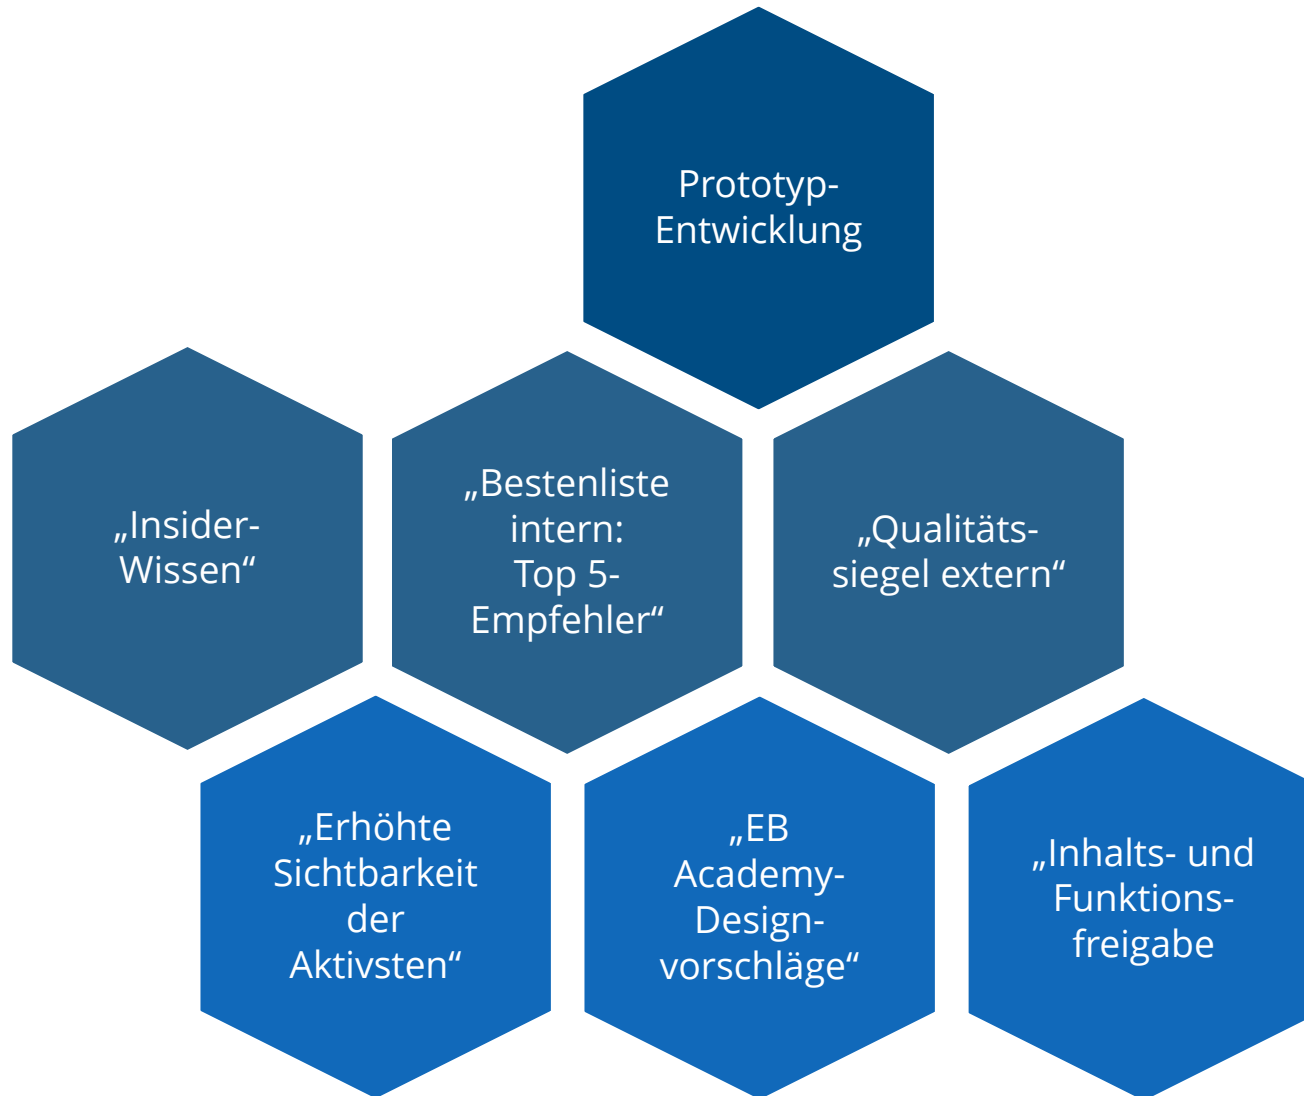 Prototyp-
Entwicklung
„Insider-
Wissen“
„Bestenliste
intern:
Top 5-
Empfehler“
„Qualitäts-
siegel extern“
„Erhöhte
Sichtbarkeit
der
Aktivsten“
„EB
Academy-
Design-
vorschläge“
„Inhalts- und
Funktions-
freigabe